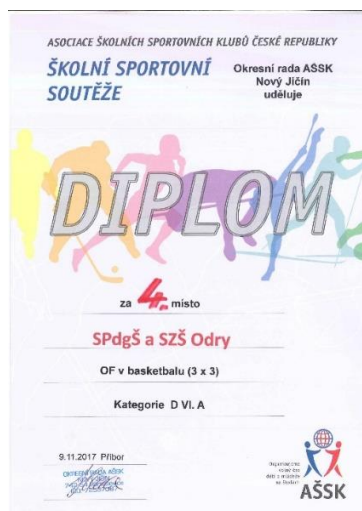 ASOCIACE ŠKOLNÍCH SPORTOVNÍCH KLUBŮ ČESKÉ REPUBLIKY
ŠKOLNÍ SPORTOVNÍ
SOUTĚŽE
Okresní rada AŠSK
Nový Jičín
uděluje
DIPLOM
za 4. místo
SPdgŠ a SZŠ Odry
OF v basketbalu (3 x 3)
Kategorie D VI. A
9.11.2017 Příbor
AŠSK